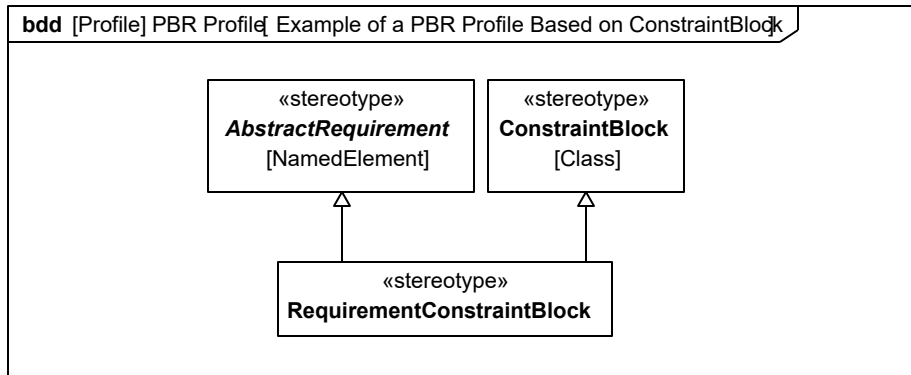 bdd [Profile] PBR Profile[ Example of a PBR Profile Based on ConstraintBlock]
«stereotype»
AbstractRequirement
[NamedElement]
«stereotype»
ConstraintBlock
[Class]
«stereotype»
RequirementConstraintBlock